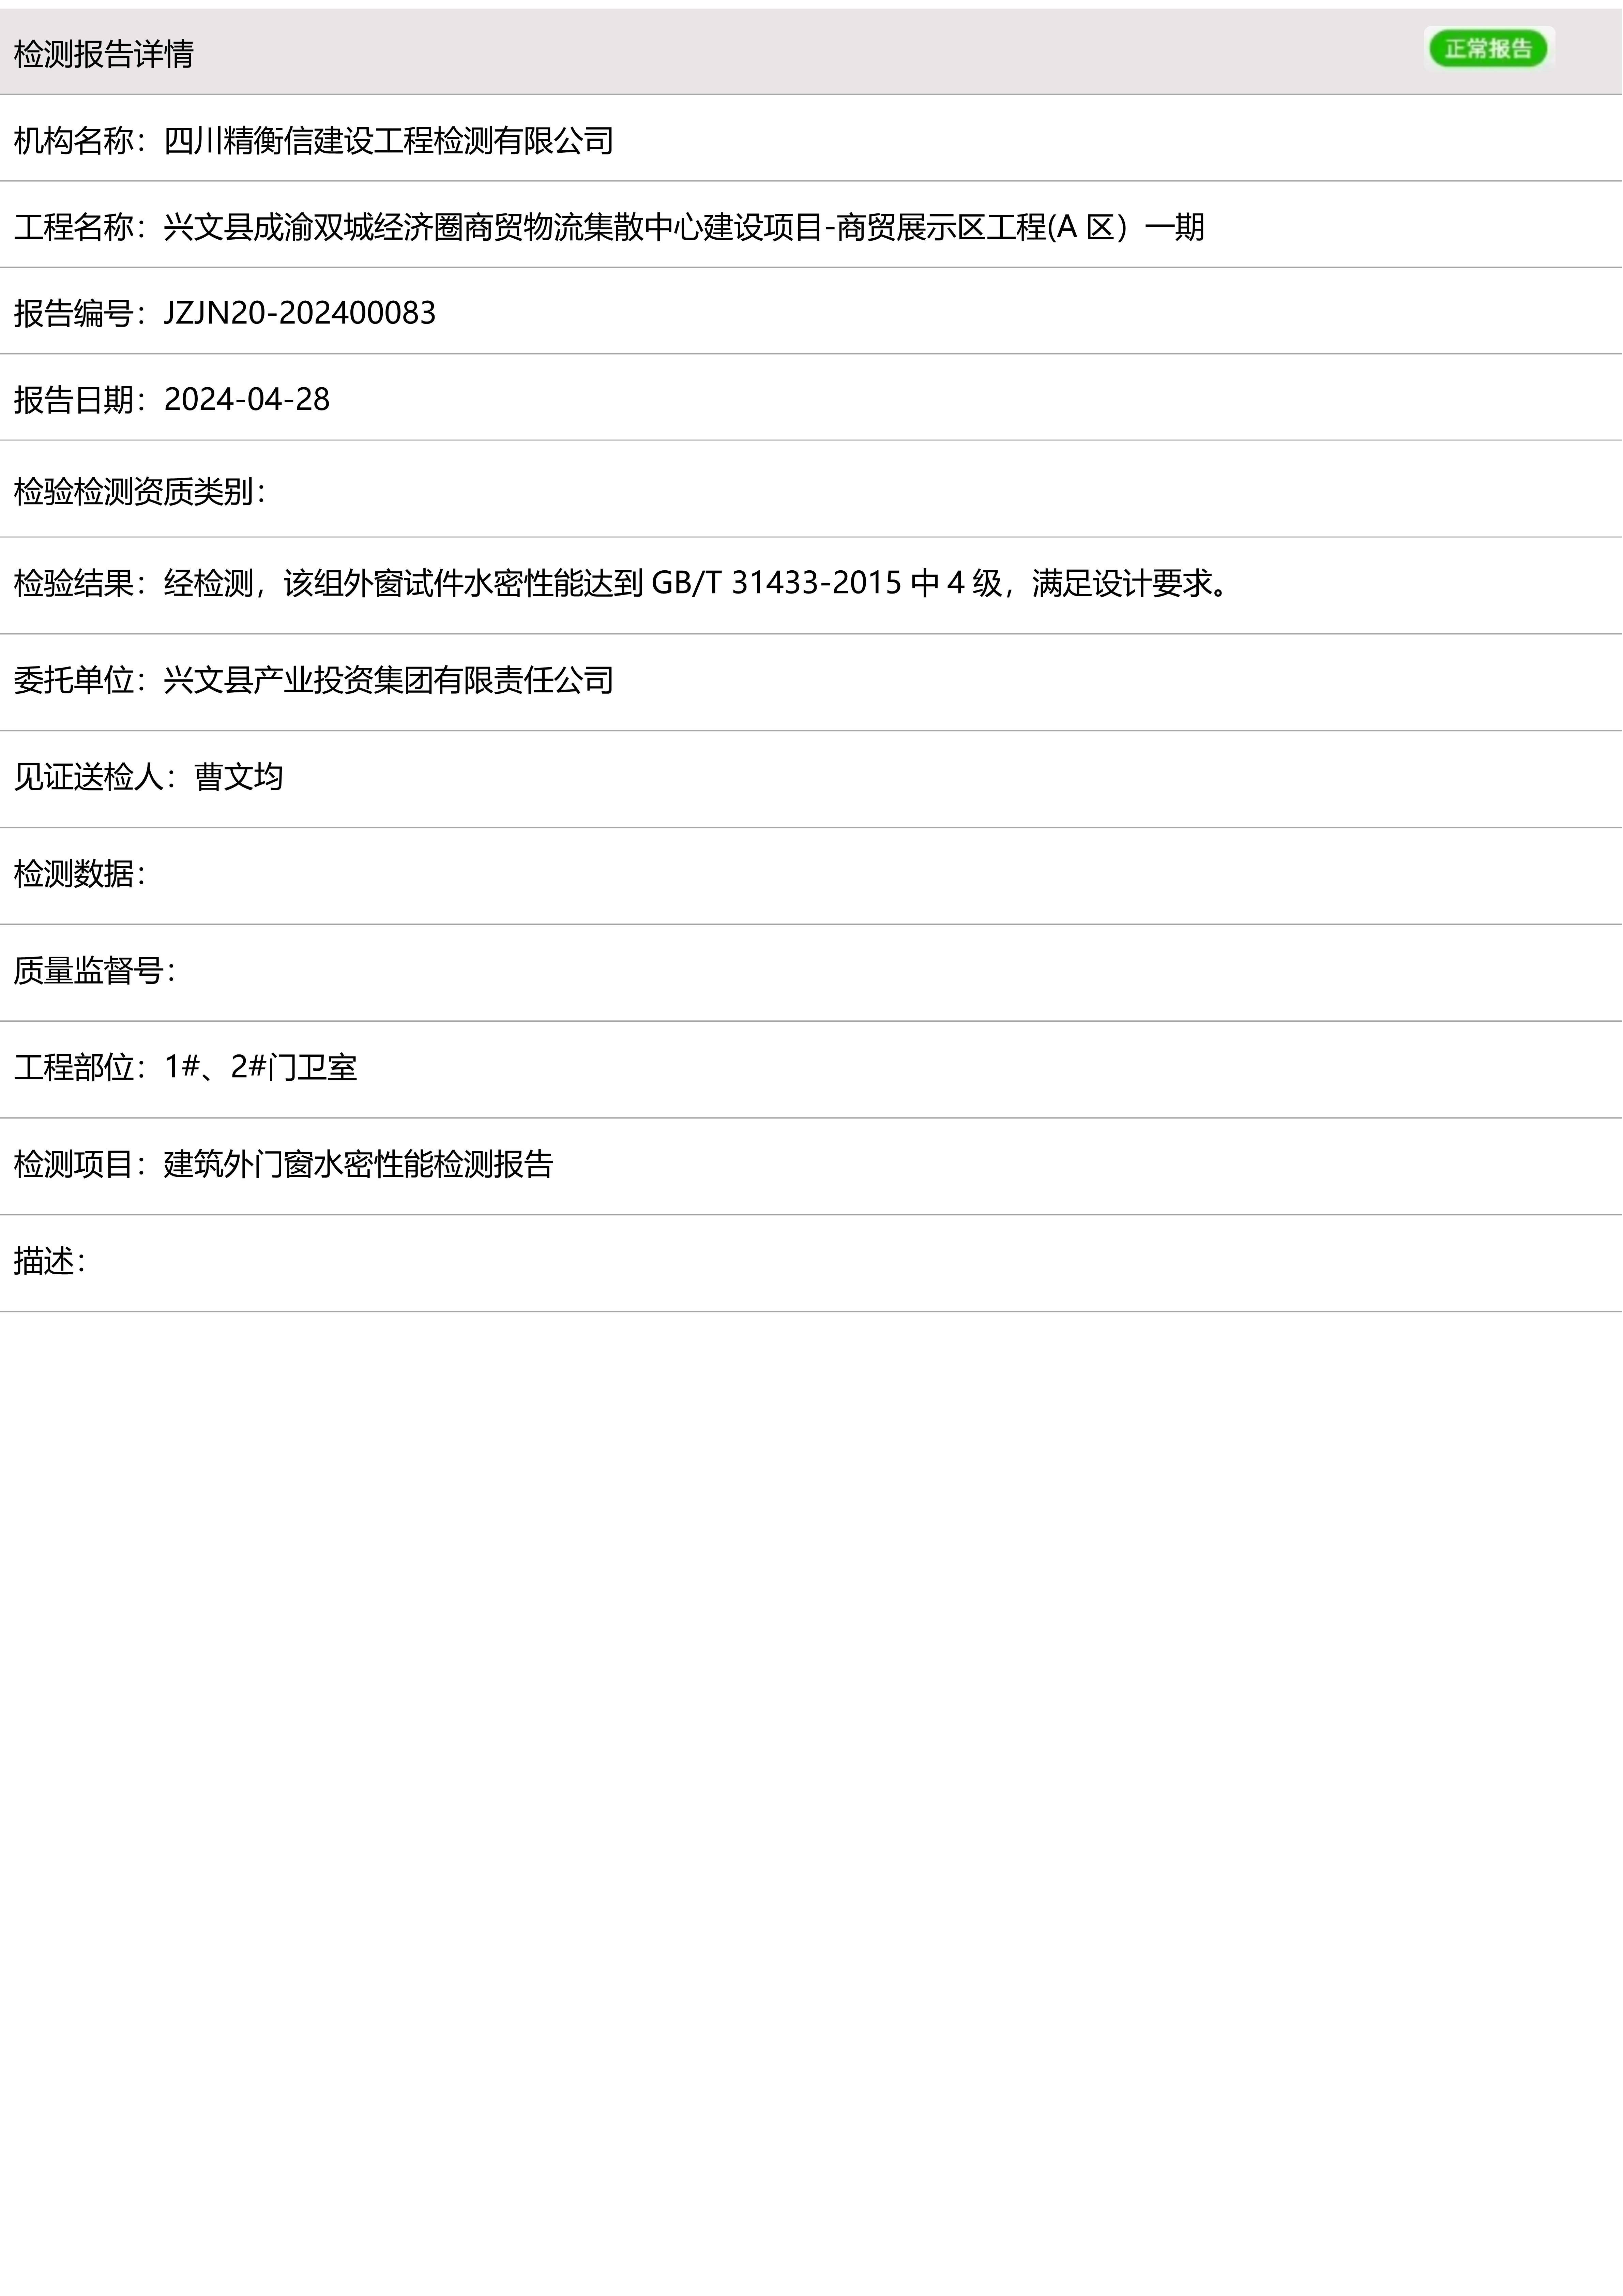 检测报告详情 正常报告
机构名称：四川精衡信建设工程检测有限公司
工程名称：兴文县成渝双城经济圈商贸物流集散中心建设项目-商贸展示区工程(A 区）一期
报告编号：JZJN20-202400083
报告日期：2024-04-28
检验检测资质类别：
检验结果：经检测，该组外窗试件水密性能达到 GB/T 31433-2015 中 4 级，满足设计要求。
委托单位：兴文县产业投资集团有限责任公司
见证送检人：曹文均
检测数据：
质量监督号：
工程部位：1#、2#门卫室
检测项目：建筑外门窗水密性能检测报告
描述：